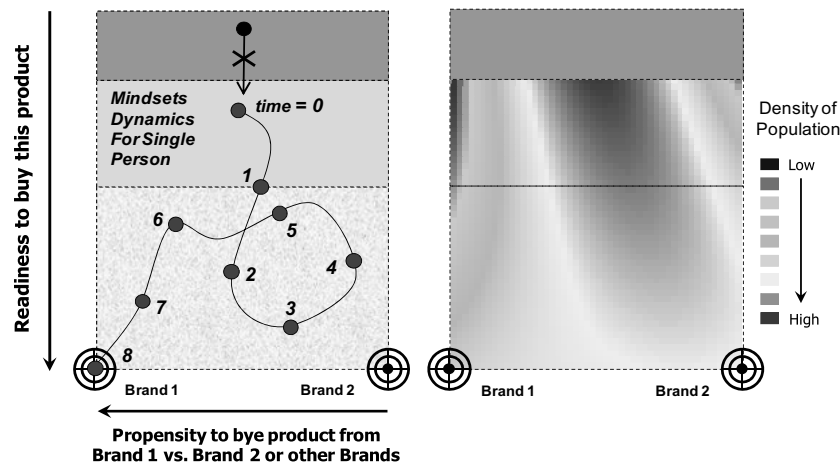 Readiness to buy this product
Mindsets
Dynamics
For Single
Person
time = 0
1
2
3
4
5
6
7
8
Brand 1
Brand 2
Propensity to bye product from
Brand 1 vs. Brand 2 or other Brands
Brand 1
Brand 2
Density of
Population
Low
High